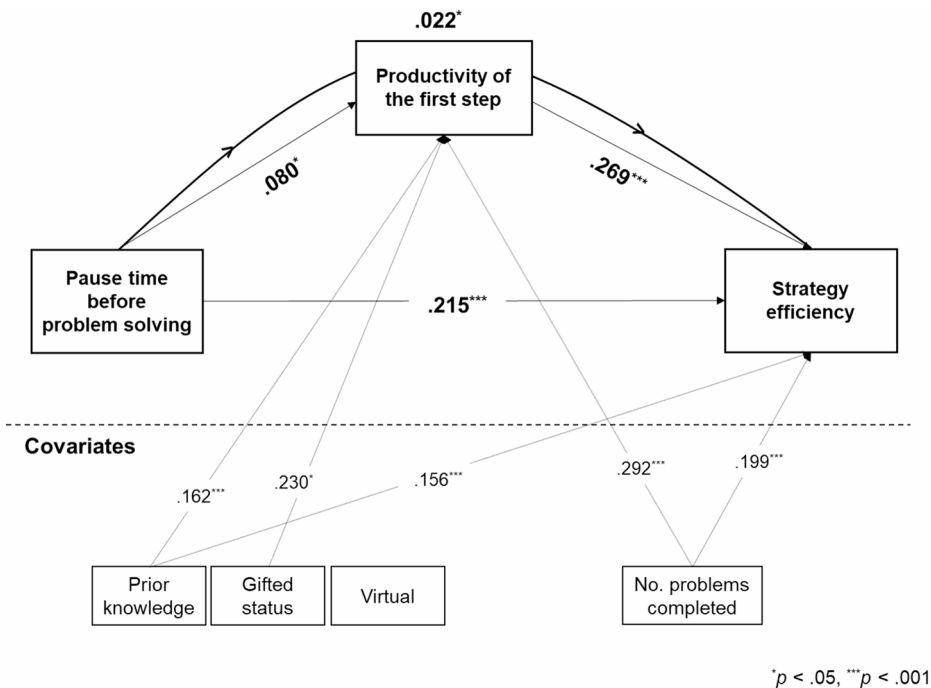 .022*
Productivity of
the first step
.080*
.269***
Pause time
before
problem solving
.215***
Strategy
efficiency
Covariates
.162***
.230*
.156***
.292***
.199***
Prior
knowledge
Gifted
status
Virtual
No. problems
completed
*p < .05, ***p < .001